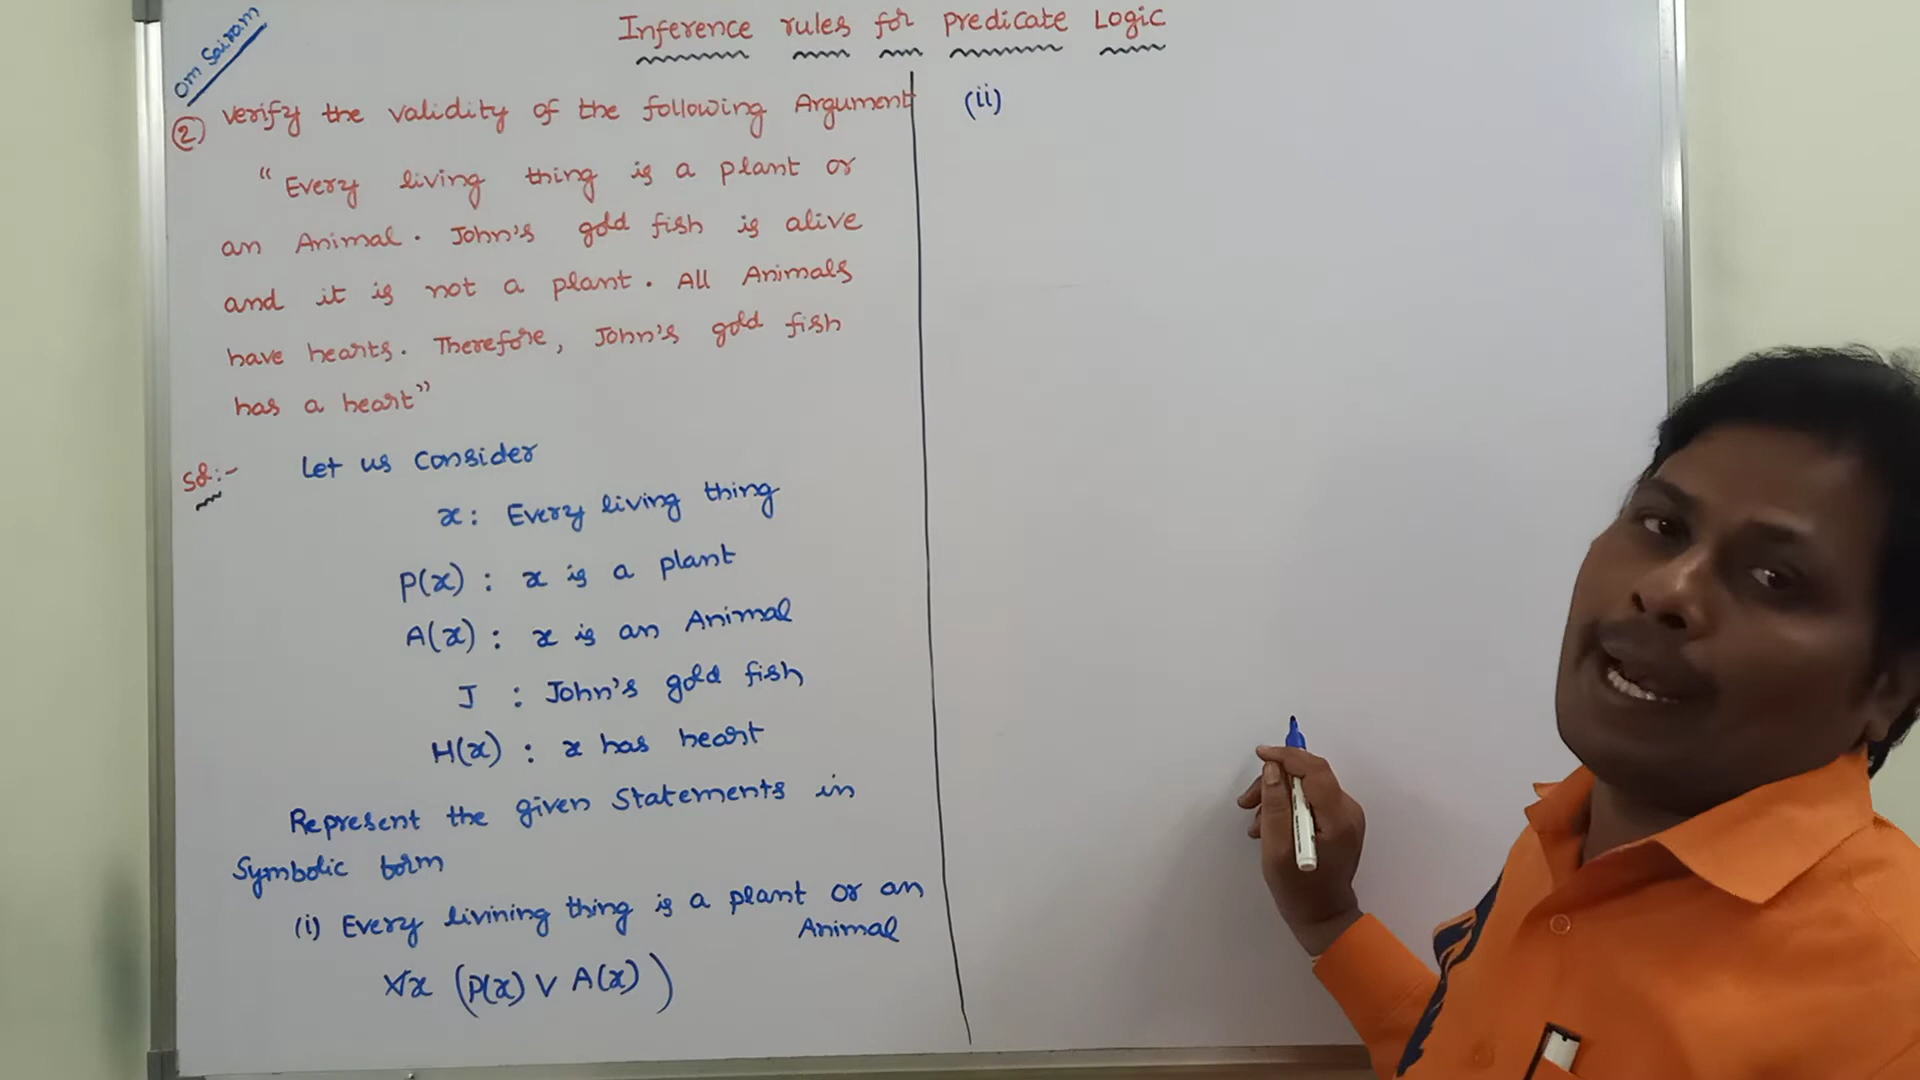 Om Sairam
Inference rules for predicate Logic
② Verify the validity of the following Argument
“Every living thing is a plant or
an Animal. John's gold fish is alive
and it is not a plant. All Animals
have hearts. Therefore, John's gold fish
has a heart”
Sol:- Let us consider
x: Every living thing
P(x) : x is a plant
A(x) : x is an Animal
J : John's gold fish
H(x) : x has heart
Represent the given statements in
Symbolic form
(i) Every livining thing is a plant or an
Animal
∀x (P(x) ∨ A(x))
(ii)